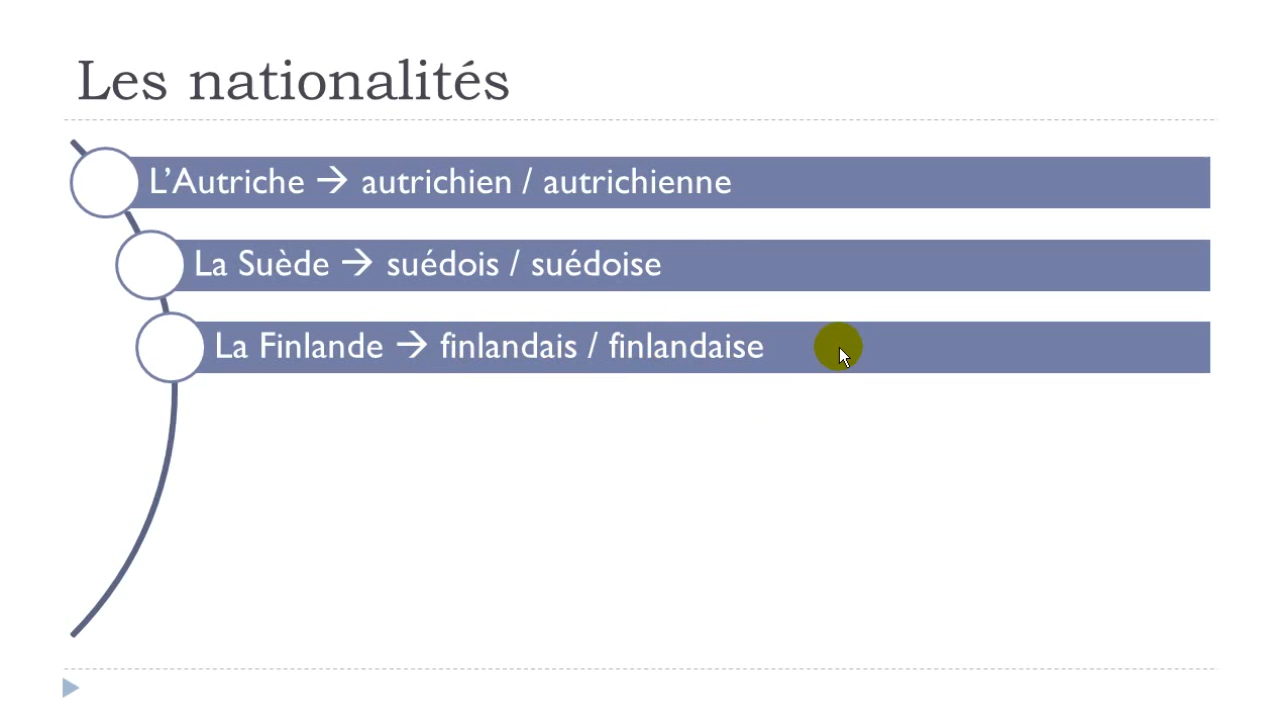 Les nationalités
L’Autriche → autrichien / autrichienne
La Suède → suédois / suédoise
La Finlande → finlandais / finlandaise